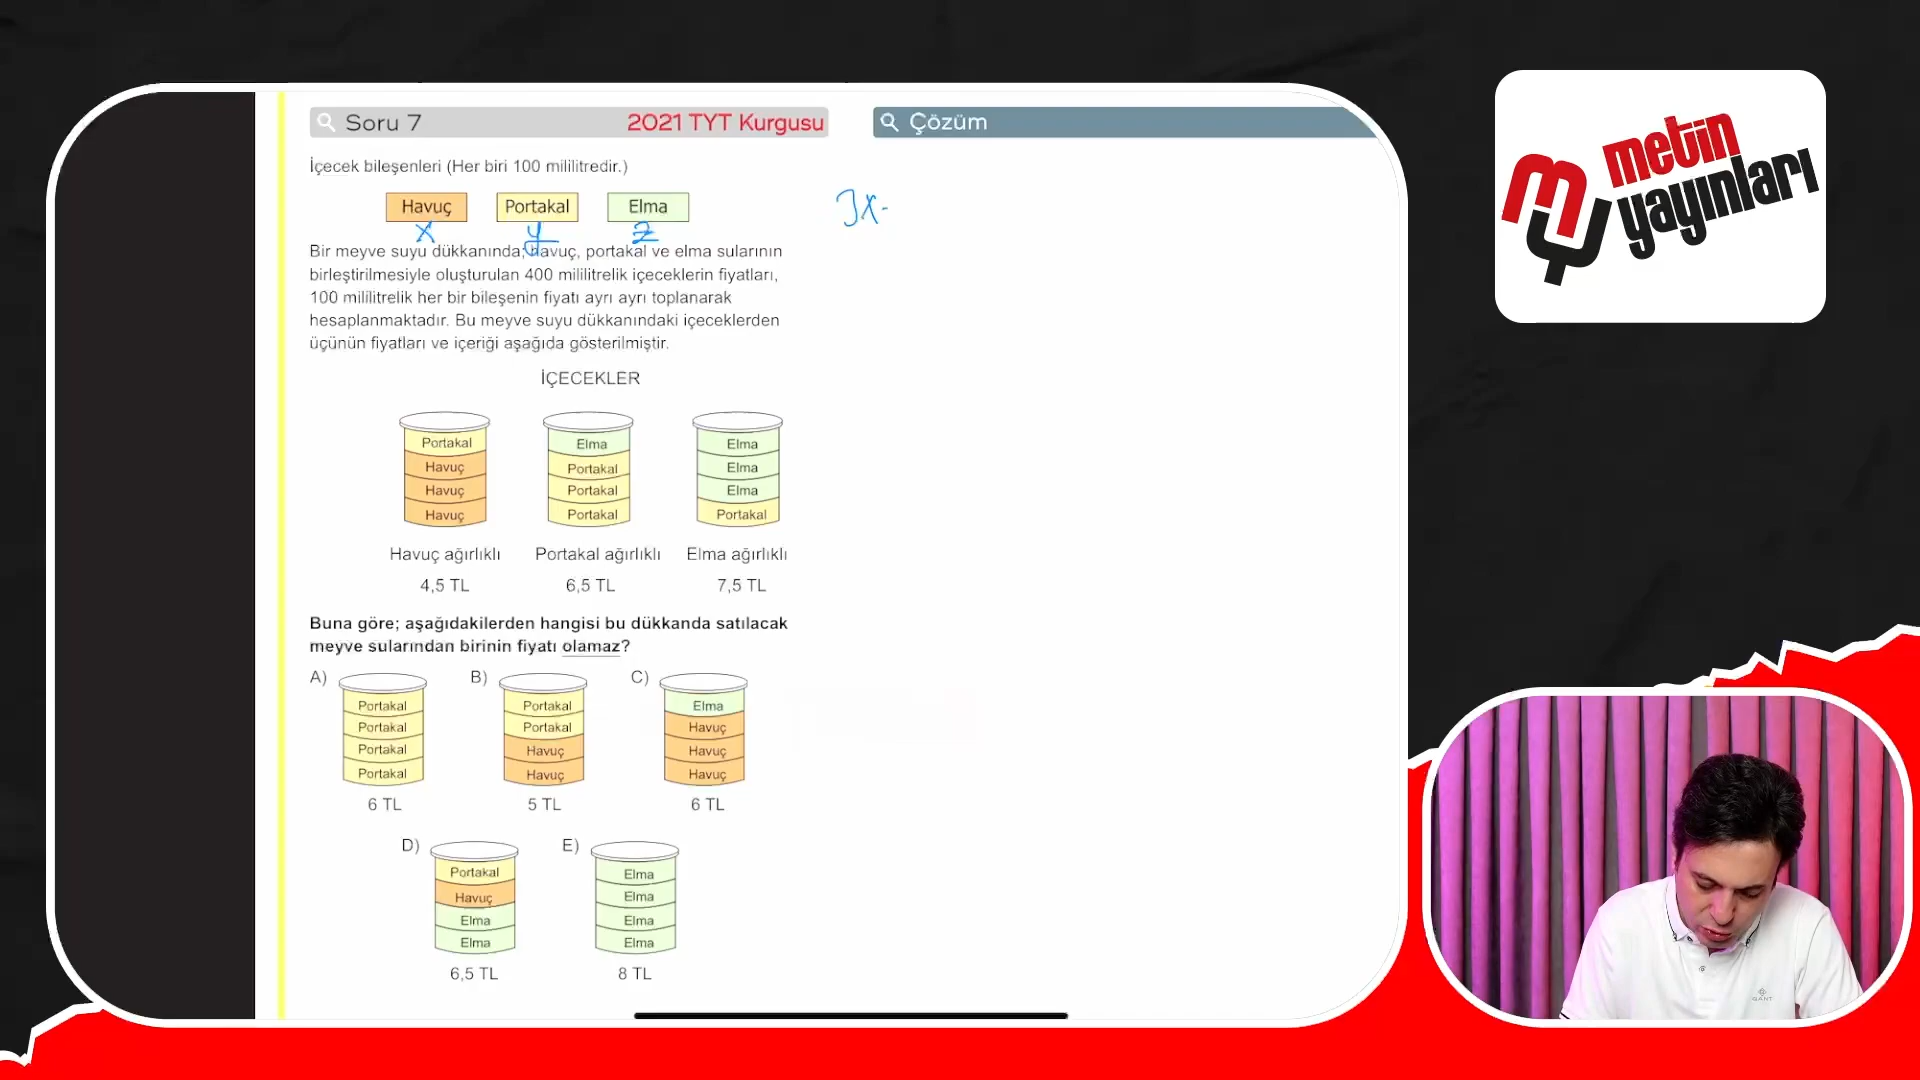 Soru 7
2021 TYT Kurgusu
Çözüm
İçecek bileşenleri (Her biri 100 mililitredir.)
Havuç Portakal Elma
x y z
3x-
Bir meyve suyu dükkanında; havuç, portakal ve elma sularının
birleştirilmesiyle oluşturulan 400 mililitrelik içeceklerin fiyatları,
100 mililitrelik her bir bileşenin fiyatı ayrı ayrı toplanarak
hesaplanmaktadır. Bu meyve suyu dükkanındaki içeceklerden
üçünün fiyatları ve içeriği aşağıda gösterilmiştir.
İÇECEKLER
Portakal
Havuç
Havuç
Havuç
Havuç ağırlıklı
4,5 TL
Elma
Portakal
Portakal
Portakal
Portakal ağırlıklı
6,5 TL
Elma
Elma
Elma
Portakal
Elma ağırlıklı
7,5 TL
Buna göre; aşağıdakilerden hangisi bu dükkanda satılacak
meyve sularından birinin fiyatı olamaz?
A)
Portakal
Portakal
Portakal
Portakal
6 TL
B)
Portakal
Portakal
Havuç
Havuç
5 TL
C)
Elma
Havuç
Havuç
Havuç
6 TL
D)
Portakal
Havuç
Elma
Elma
6,5 TL
E)
Elma
Elma
Elma
Elma
8 TL
metin
yayınları
GANT